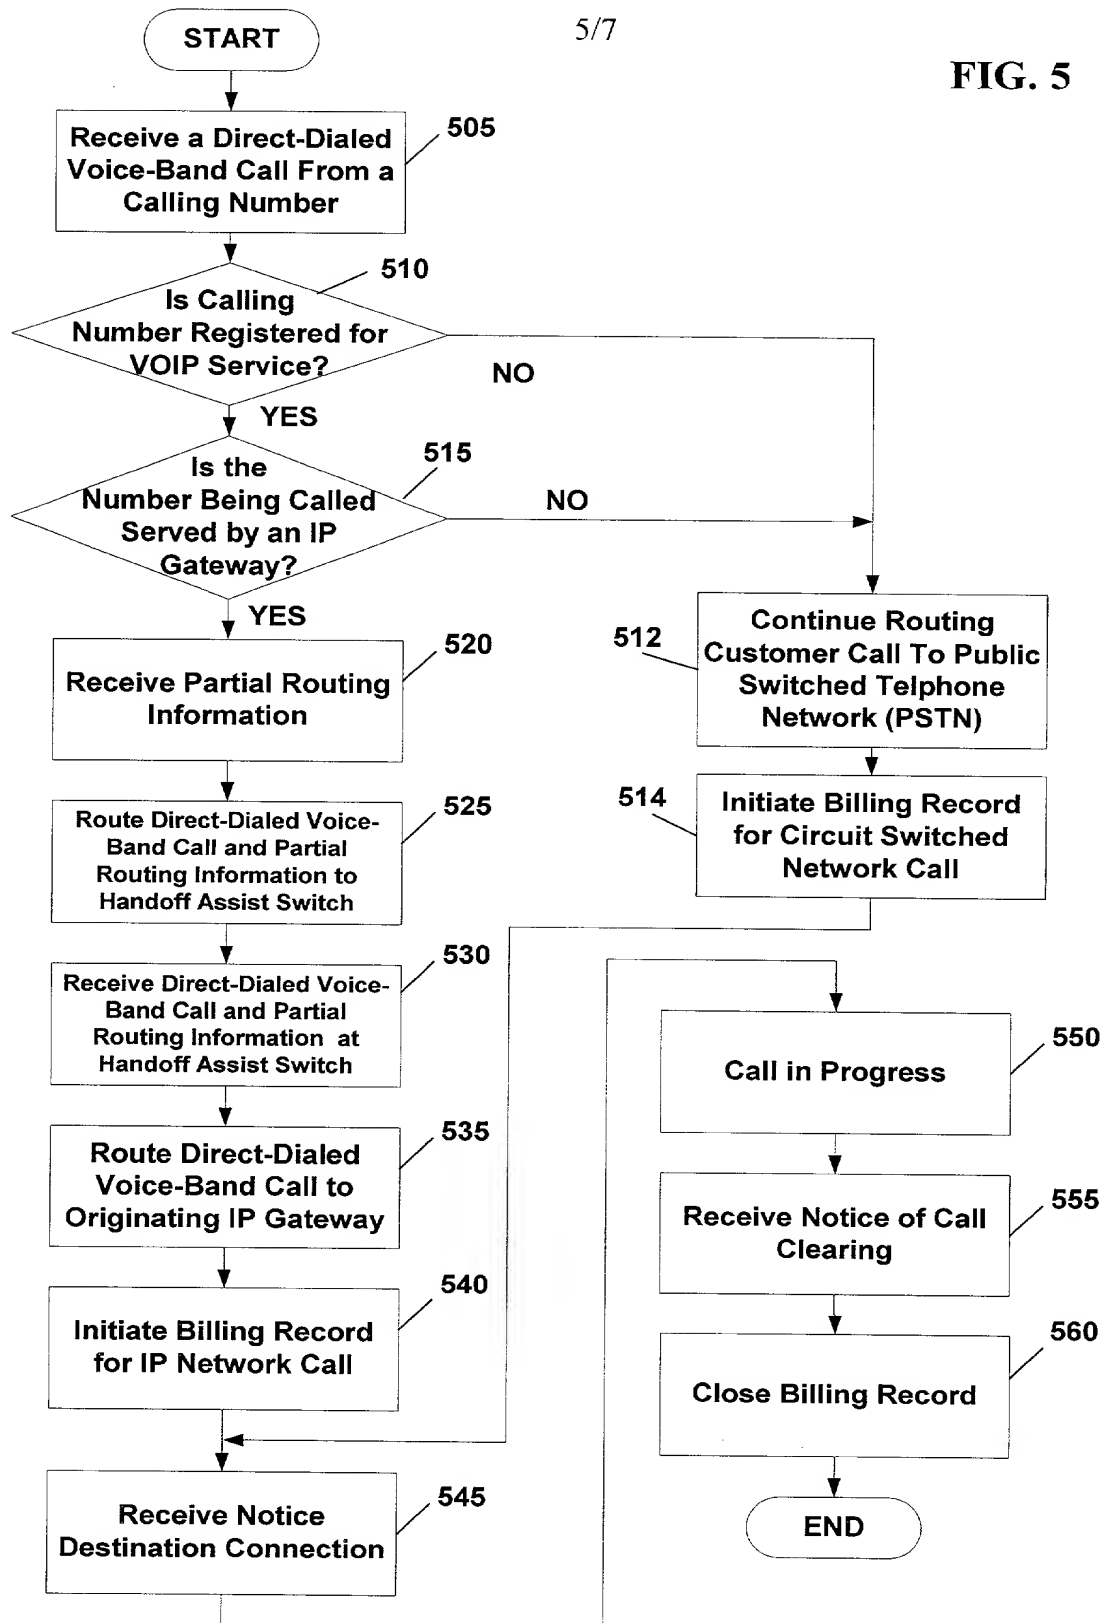 START
5/7
FIG. 5
Receive a Direct-Dialed
Voice-Band Call From a
Calling Number
505
510
Is Calling
Number Registered for
VOIP Service?
NO
YES
515
Is the
Number Being Called
Served by an IP
Gateway?
NO
YES
520
Receive Partial Routing
Information
512
Continue Routing
Customer Call To Public
Switched Telphone
Network (PSTN)
514
Initiate Billing Record
for Circuit Switched
Network Call
525
Route Direct-Dialed Voice-
Band Call and Partial
Routing Information to
Handoff Assist Switch
530
Receive Direct-Dialed Voice-
Band Call and Partial
Routing Information at
Handoff Assist Switch
535
Route Direct-Dialed
Voice-Band Call to
Originating IP Gateway
540
Initiate Billing Record
for IP Network Call
545
Receive Notice
Destination Connection
550
Call in Progress
555
Receive Notice of Call
Clearing
560
Close Billing Record
END